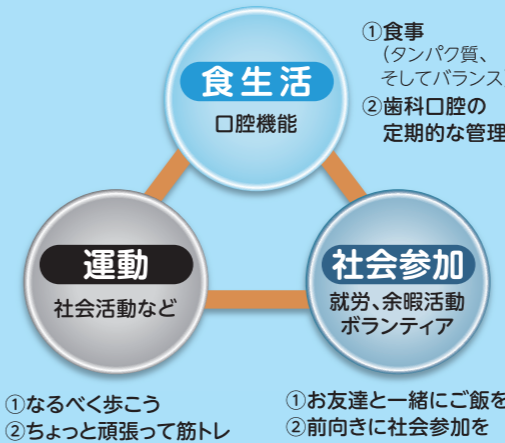 ①食事
(タンパク質、
そしてバランス)
②歯科口腔の
定期的な管理
食生活
口腔機能
運動
社会活動など
社会参加
就労、余暇活動
ボランティア
①なるべく歩こう
②ちょっと頑張って筋トレ
①お友達と一緒にご飯を
②前向きに社会参加を